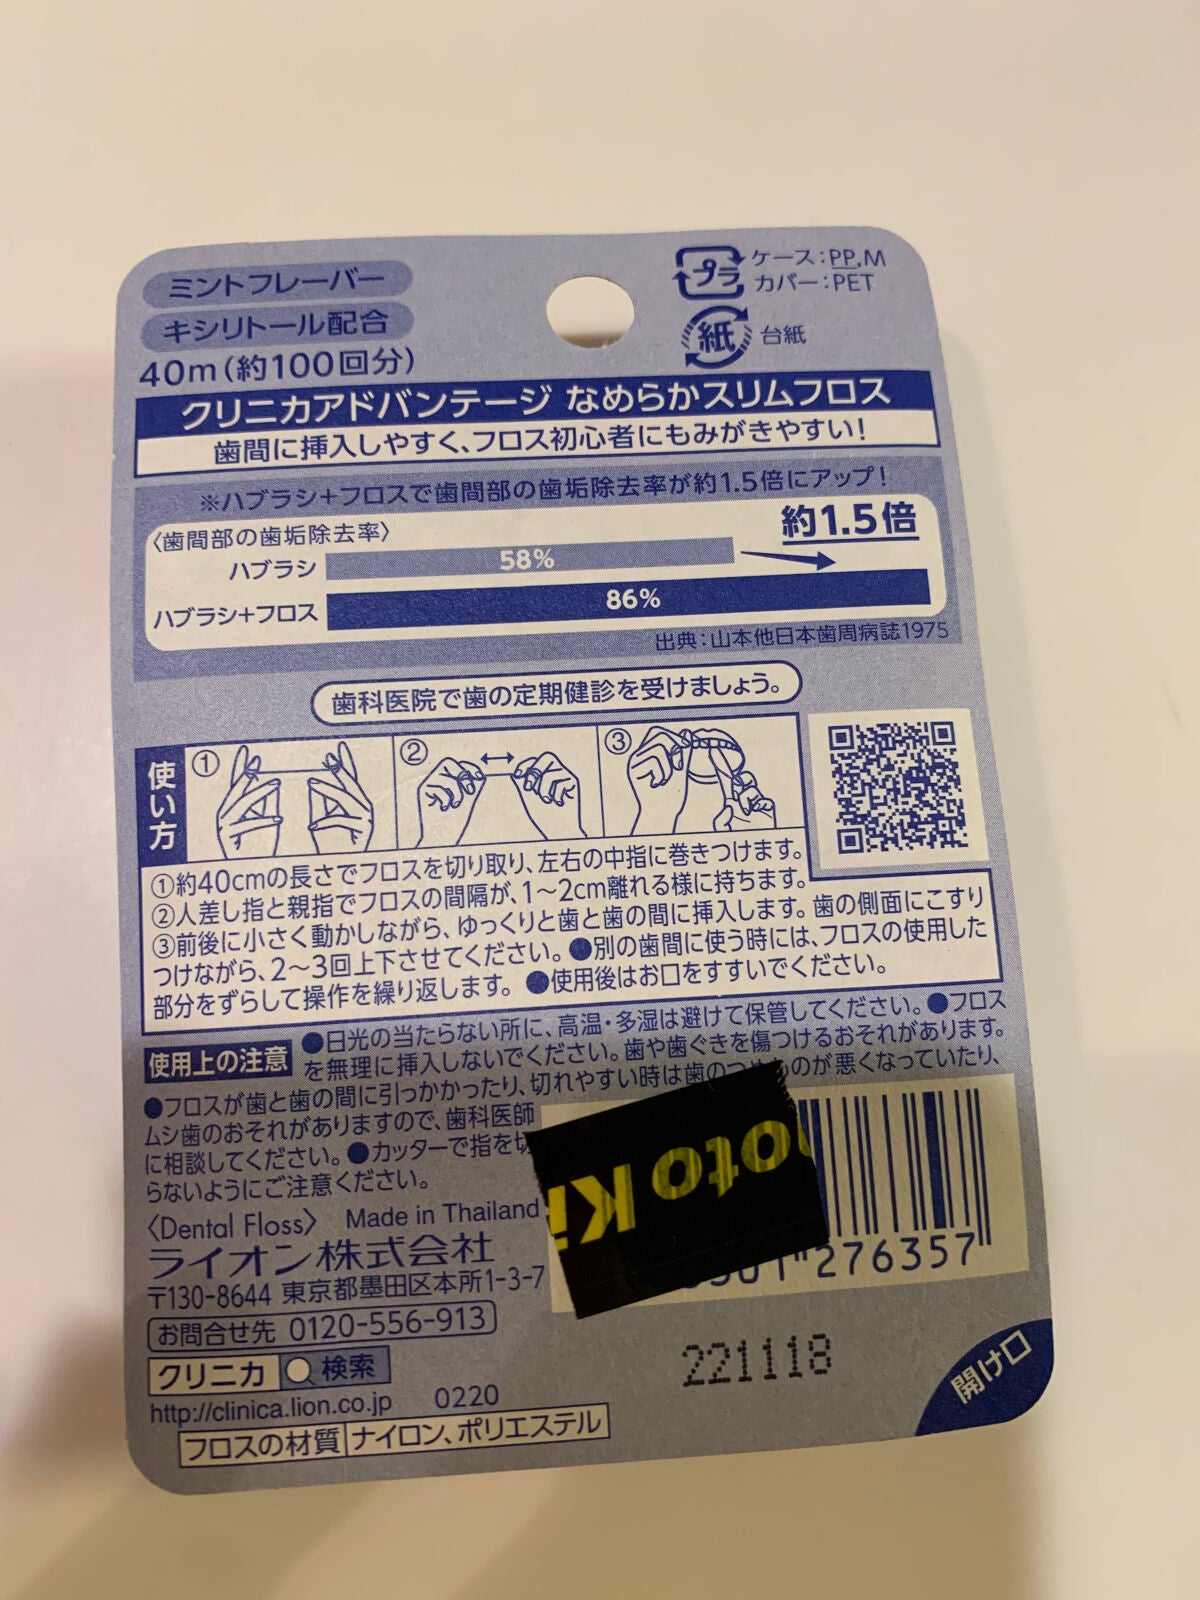 ミントフレーバー
キシリトール配合
40m(約100回分)
プラ
ケース:PP,M
カバー:PET
紙
台紙
クリニカアドバンテージ なめらかスリムフロス
歯間に挿入しやすく、フロス初心者にもみがきやすい!
※ハブラシ+フロスで歯間部の歯垢除去率が約1.5倍にアップ!
〈歯間部の歯垢除去率〉
約1.5倍
ハブラシ 58%
ハブラシ+フロス 86%
出典:山本他日本歯周病誌1975
歯科医院で歯の定期健診を受けましょう。
使い方
① ② ③
①約40cmの長さでフロスを切り取り、左右の中指に巻きつけます。
②人差し指と親指でフロスの間隔が、1〜2cm離れる様に持ちます。
③前後に小さく動かしながら、ゆっくりと歯と歯の間に挿入します。歯の側面にこすり
つけながら、2〜3回上下させてください。●別の歯間に使う時には、フロスの使用した
部分をずらして操作を繰り返します。●使用後はお口をすすいでください。
使用上の注意
●日光の当たらない所に、高温・多湿は避けて保管してください。●フロス
を無理に挿入しないでください。歯や歯ぐきを傷つけるおそれがあります。
●フロスが歯と歯の間に引っかかったり、切れやすい時は歯のつめものが悪くなっていたり、
ムシ歯のおそれがありますので、歯科医師
に相談してください。●カッターで指を切
らないようにご注意ください。
〈Dental Floss〉 Made in Thailand
ライオン株式会社
〒130-8644 東京都墨田区本所1-3-7
お問合せ先 0120-556-913
クリニカ 検索
http://clinica.lion.co.jp 0220
フロスの材質 ナイロン、ポリエステル
oto Ki
276357
221118
開け口